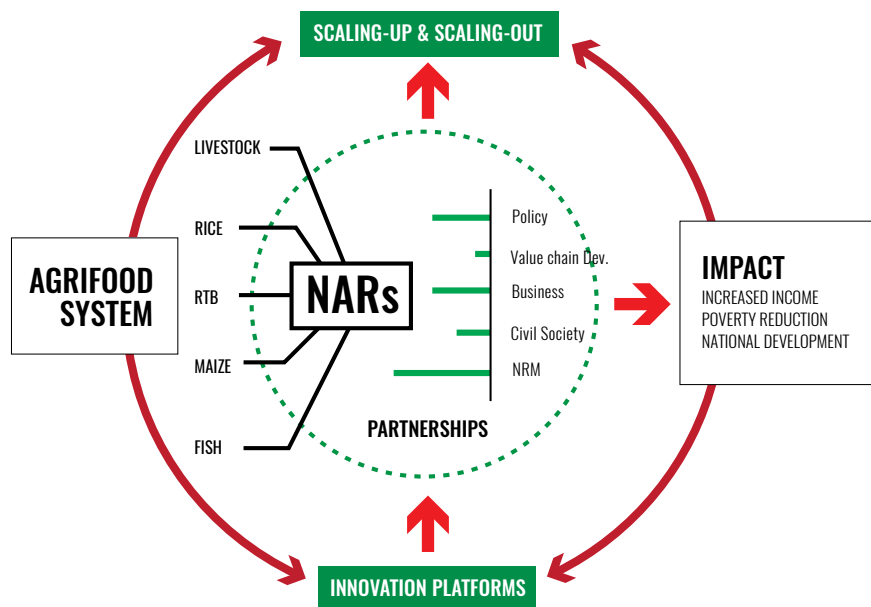 SCALING-UP & SCALING-OUT
LIVESTOCK
RICE
RTB
MAIZE
FISH
AGRIFOOD
SYSTEM
NARs
Policy
Value chain Dev.
Business
Civil Society
NRM
PARTNERSHIPS
IMPACT
INCREASED INCOME
POVERTY REDUCTION
NATIONAL DEVELOPMENT
INNOVATION PLATFORMS